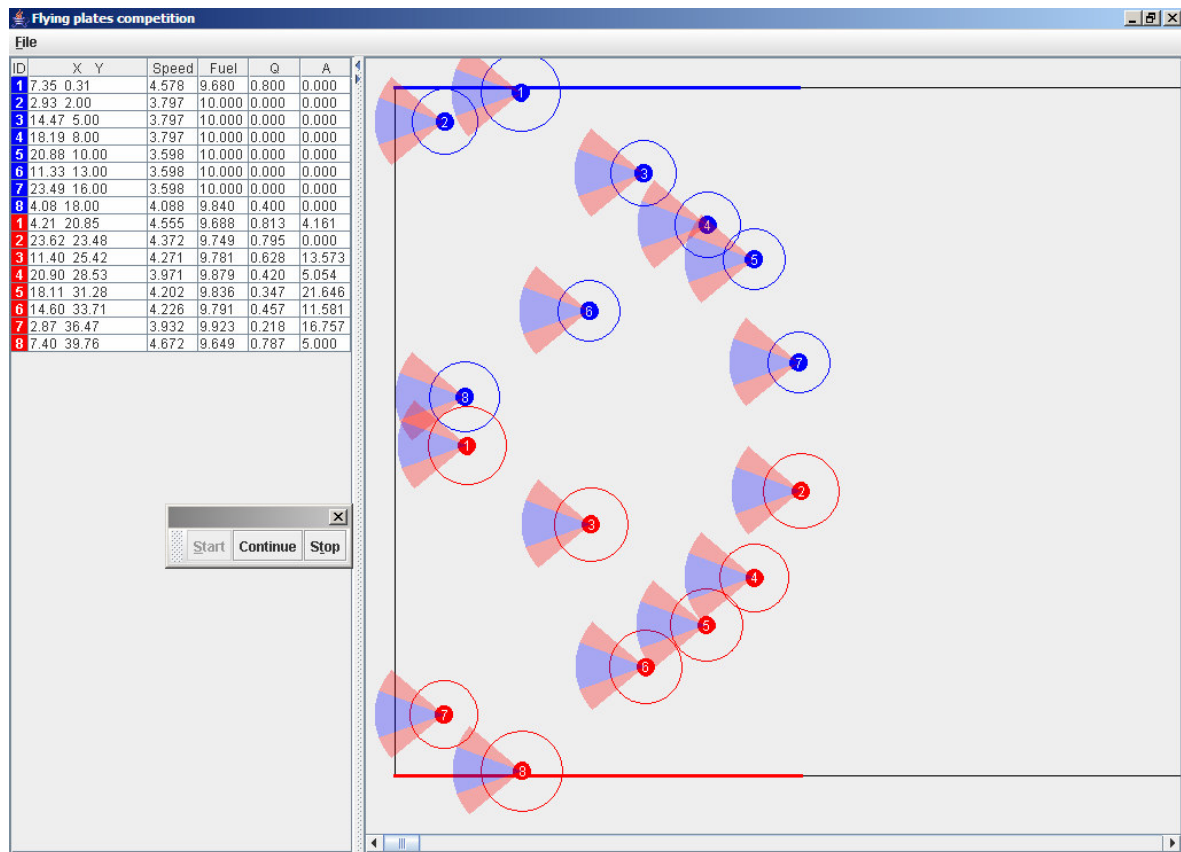 Flying plates competition
File
ID X Y Speed Fuel Q A
1 7.35 0.31 4.578 9.680 0.800 0.000
2 2.93 2.00 3.797 10.000 0.000 0.000
3 14.47 5.00 3.797 10.000 0.000 0.000
4 18.19 8.00 3.797 10.000 0.000 0.000
5 20.88 10.00 3.598 10.000 0.000 0.000
6 11.33 13.00 3.598 10.000 0.000 0.000
7 23.49 16.00 3.598 10.000 0.000 0.000
8 4.08 18.00 4.088 9.840 0.400 0.000
1 4.21 20.85 4.555 9.688 0.813 4.161
2 23.62 23.48 4.372 9.749 0.795 0.000
3 11.40 25.42 4.271 9.781 0.628 13.573
4 20.90 28.53 3.971 9.879 0.420 5.054
5 18.11 31.28 4.202 9.836 0.347 21.646
6 14.60 33.71 4.226 9.791 0.457 11.581
7 2.87 36.47 3.932 9.923 0.218 16.757
8 7.40 39.76 4.672 9.649 0.787 5.000
Start Continue Stop
1
2
3
4
5
6
7
8
1
2
3
4
5
6
7
8